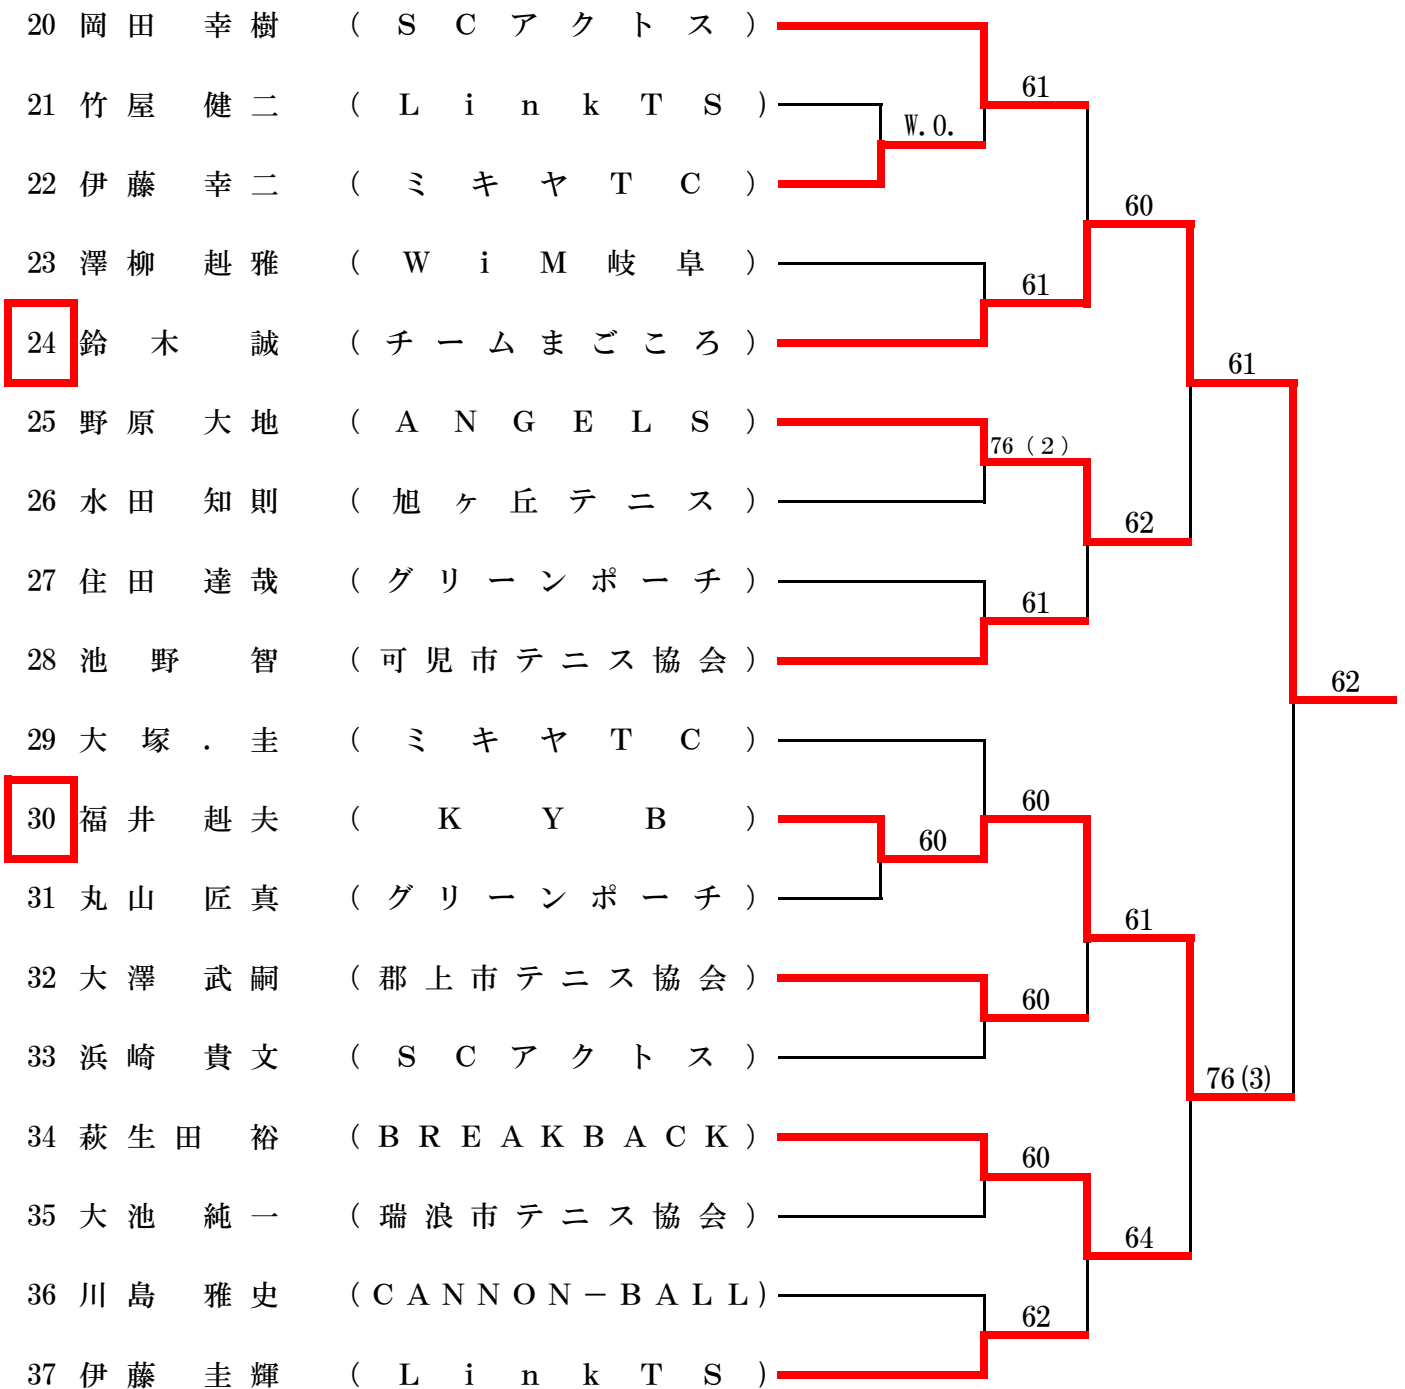 20 岡田 幸樹 (SCアクトス)
61
21 竹屋 健二 (LinkTS)
W.O.
22 伊藤 幸二 (ミキヤTC)
60
23 澤柳 赳雅 (WiM岐阜)
61
24 鈴木 誠 (チームまごころ)
61
25 野原 大地 (ANGELS)
76(2)
26 水田 知則 (旭ヶ丘テニス)
62
27 住田 達哉 (グリーンポーチ)
61
28 池野 智 (可児市テニス協会)
62
29 大塚.圭 (ミキヤTC)
60
30 福井 赳夫 (KYB)
60
31 丸山 匠真 (グリーンポーチ)
61
32 大澤 武嗣 (郡上市テニス協会)
60
33 浜崎 貴文 (SCアクトス)
76(3)
34 萩生田 裕 (BREAKBACK)
60
35 大池 純一 (瑞浪市テニス協会)
64
36 川島 雅史 (CANNON-BALL)
62
37 伊藤 圭輝 (LinkTS)